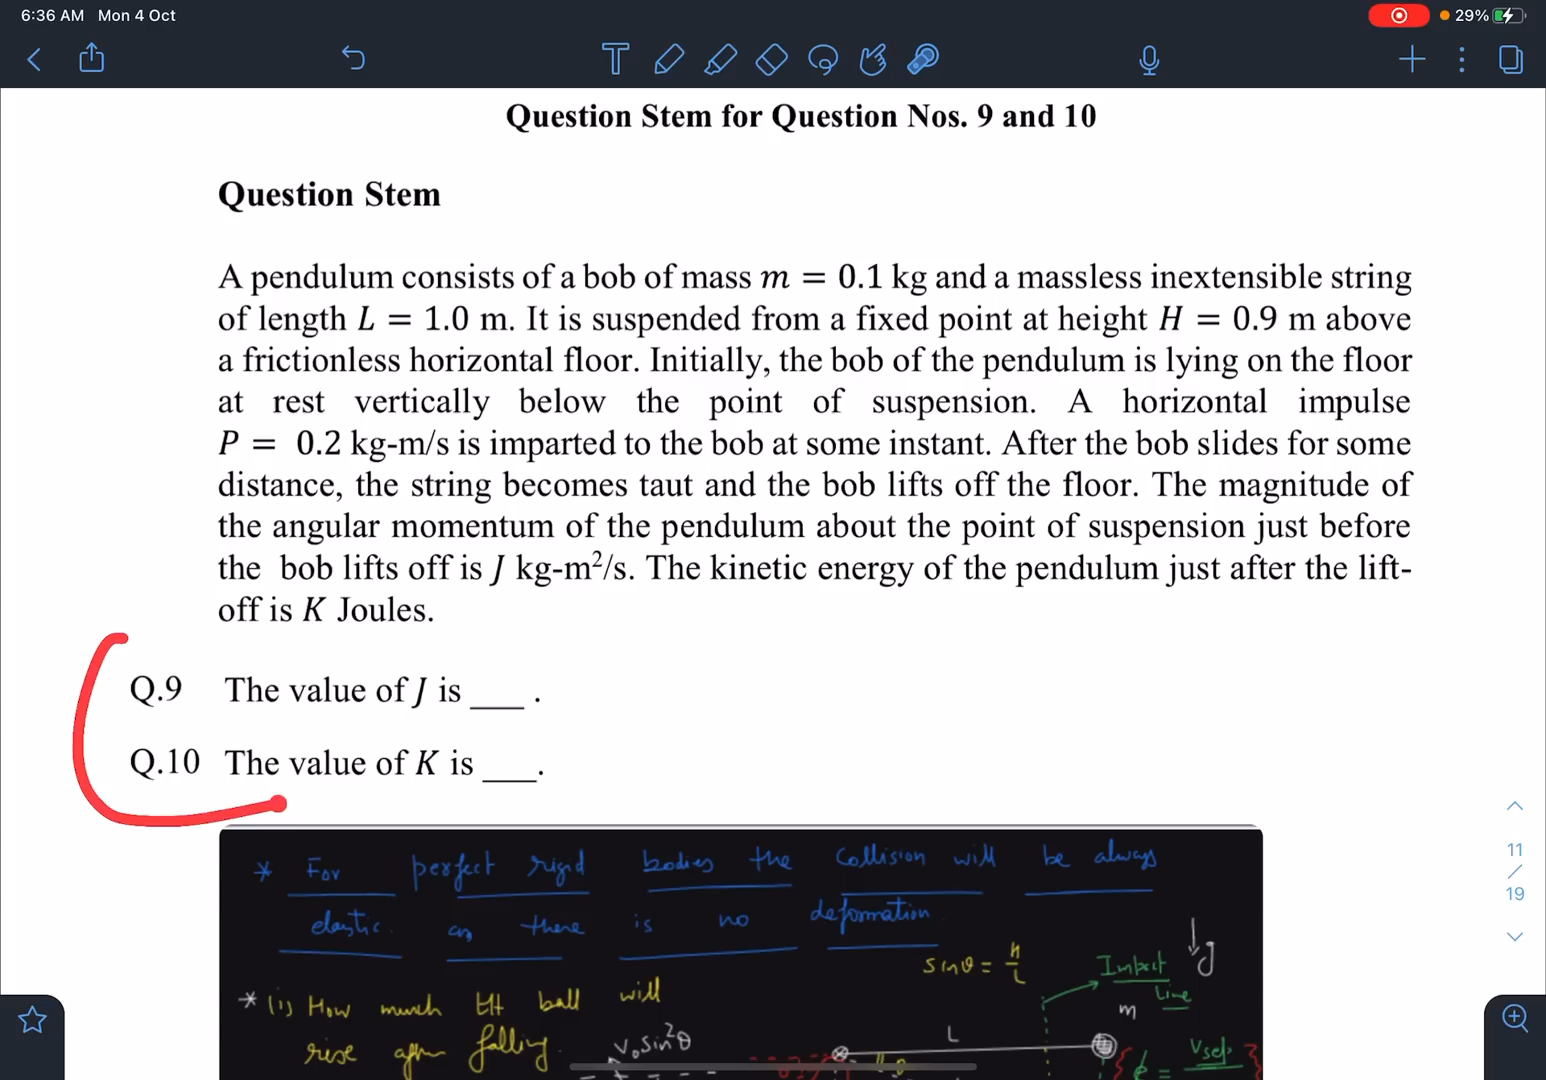 6:36 AM Mon 4 Oct
29%
Question Stem for Question Nos. 9 and 10
Question Stem
A pendulum consists of a bob of mass m = 0.1 kg and a massless inextensible string
of length L = 1.0 m. It is suspended from a fixed point at height H = 0.9 m above
a frictionless horizontal floor. Initially, the bob of the pendulum is lying on the floor
at rest vertically below the point of suspension. A horizontal impulse
P = 0.2 kg-m/s is imparted to the bob at some instant. After the bob slides for some
distance, the string becomes taut and the bob lifts off the floor. The magnitude of
the angular momentum of the pendulum about the point of suspension just before
the bob lifts off is J kg-m²/s. The kinetic energy of the pendulum just after the lift-
off is K Joules.
Q.9 The value of J is ___ .
Q.10 The value of K is ___.
11
/
19
* For perfect rigid bodies the collision will be always
elastic as there is no deformation
sinθ = H/L
Impact
Line
g
* (i) How much ht ball will
rise after falling
m
L
V₀sin²θ